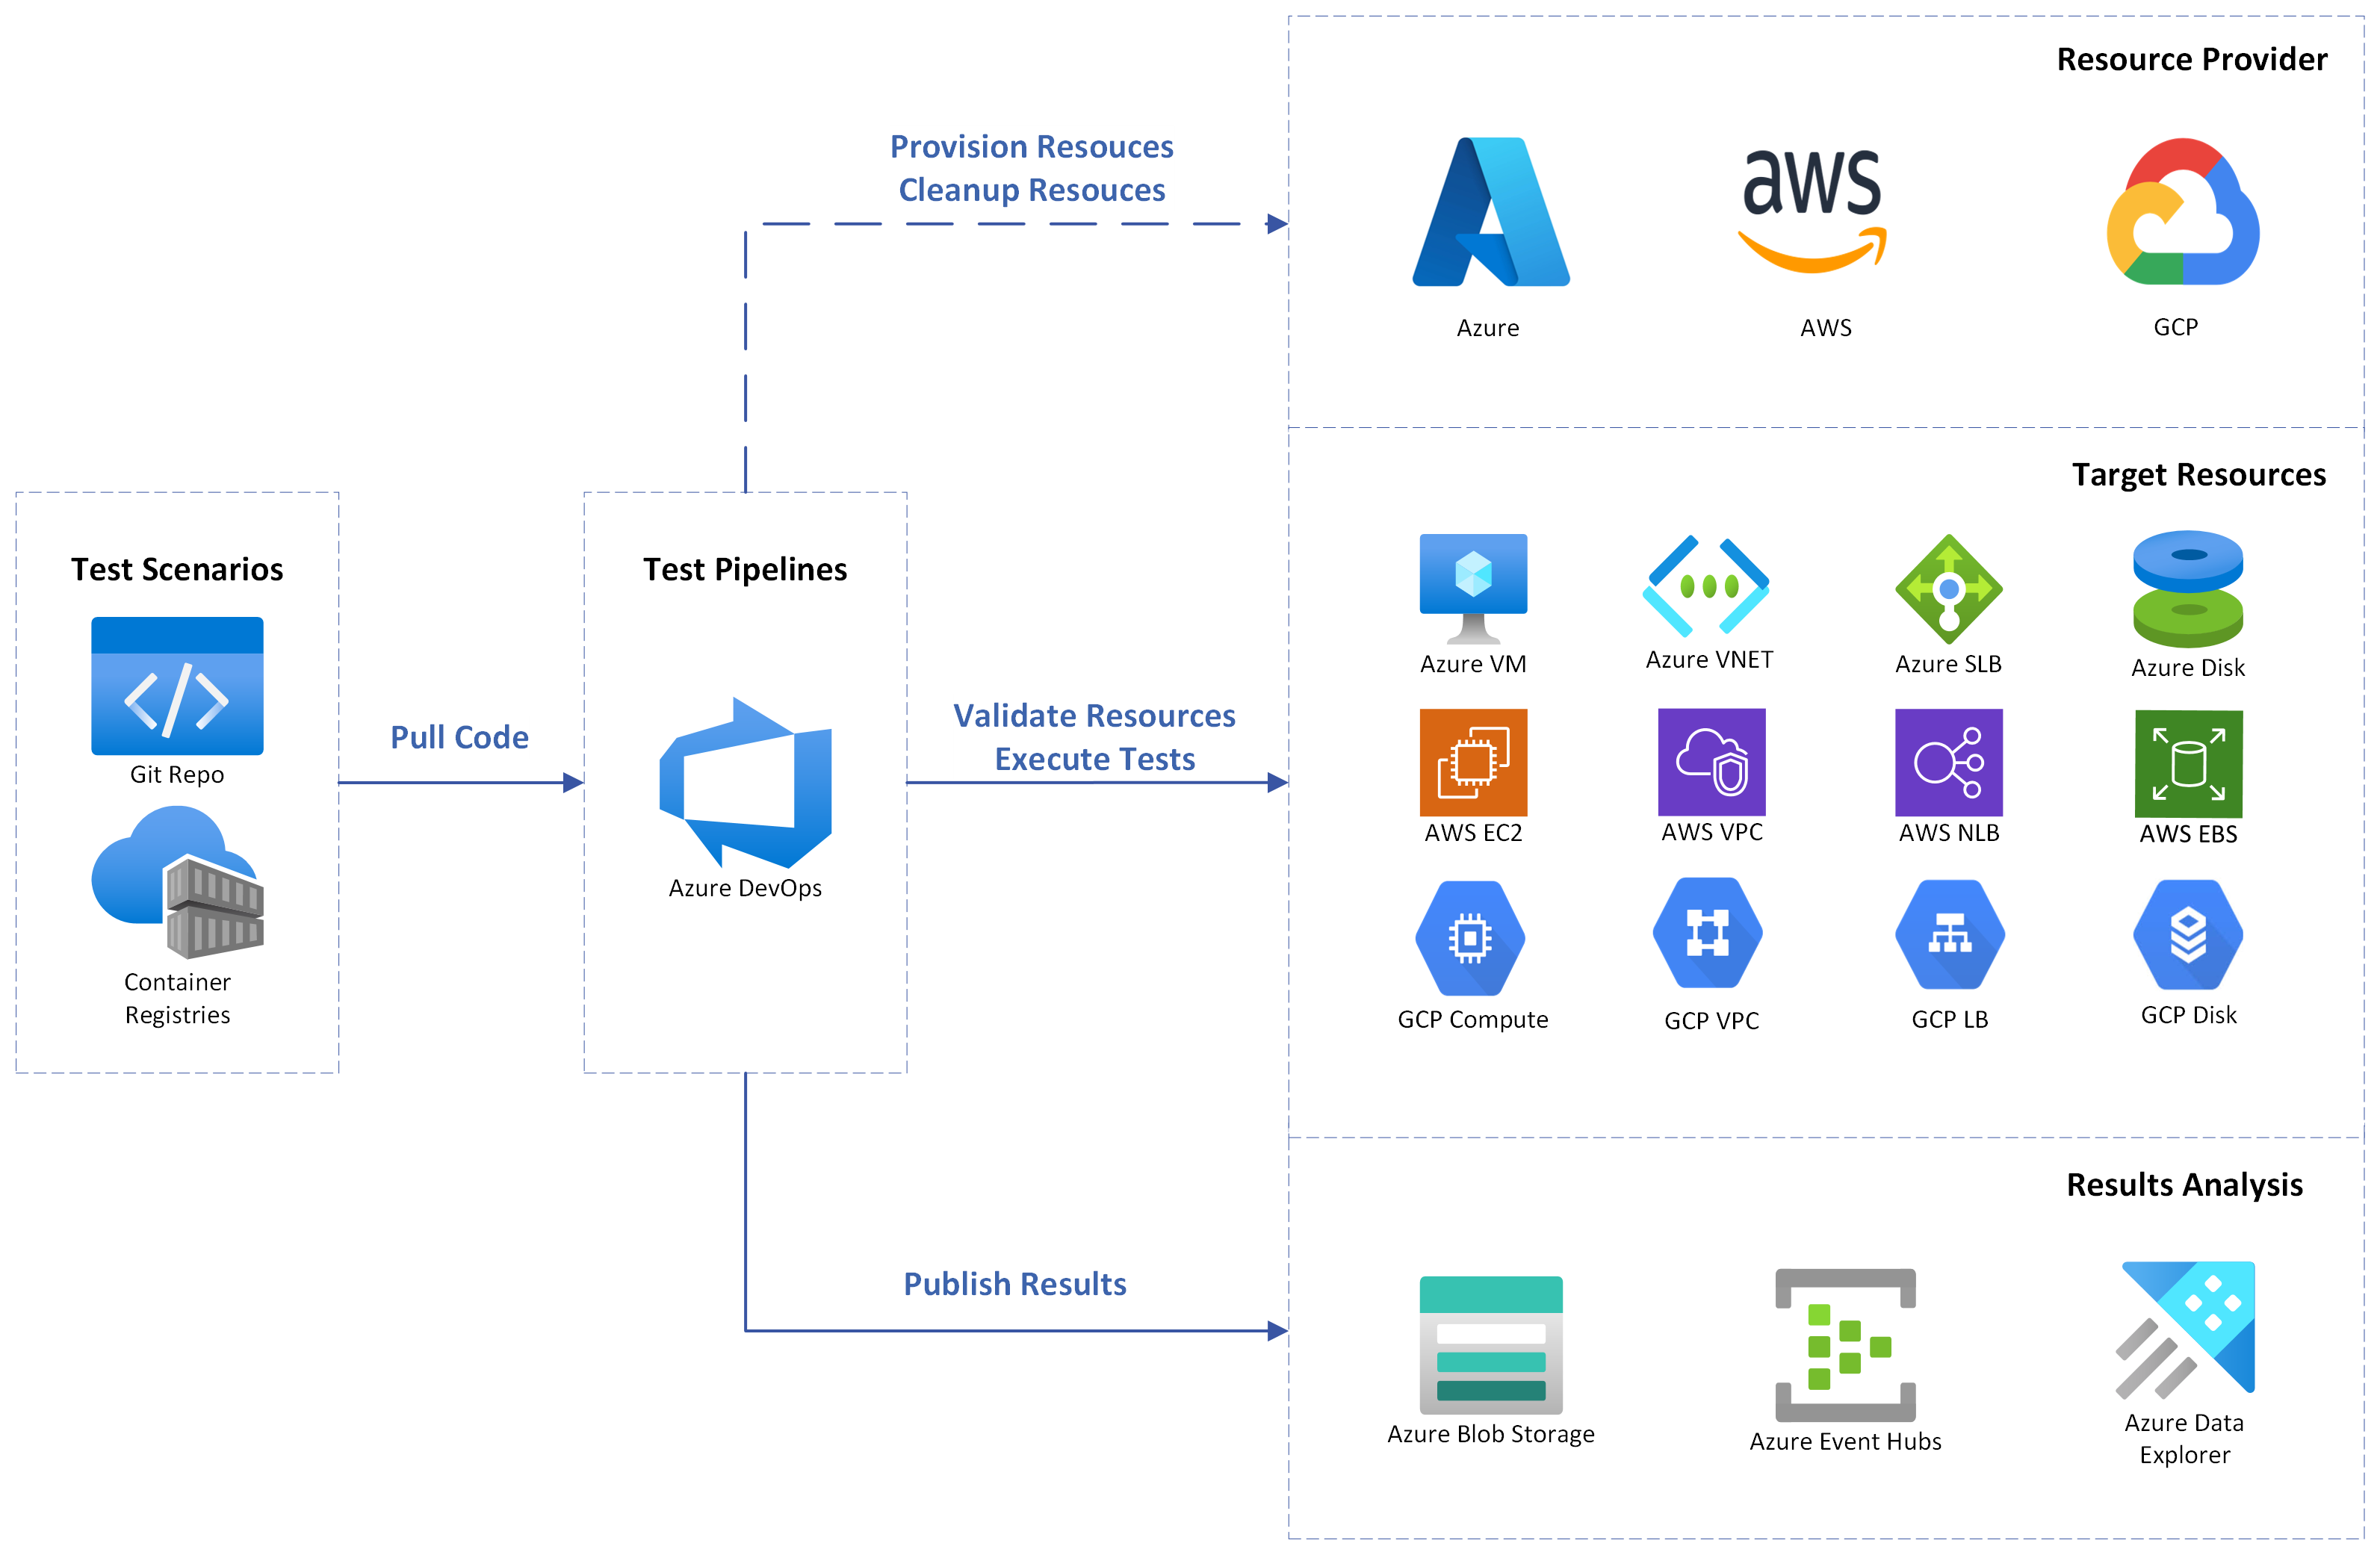 Resource Provider
Provision Resouces
Cleanup Resouces
aws
Azure
AWS
GCP
Target Resources
Test Scenarios
Test Pipelines
Azure VM
Azure VNET
Azure SLB
Azure Disk
Git Repo
Pull Code
Validate Resources
Execute Tests
AWS EC2
AWS VPC
AWS NLB
AWS EBS
Container
Registries
Azure DevOps
GCP Compute
GCP VPC
GCP LB
GCP Disk
Results Analysis
Publish Results
Azure Blob Storage
Azure Event Hubs
Azure Data
Explorer